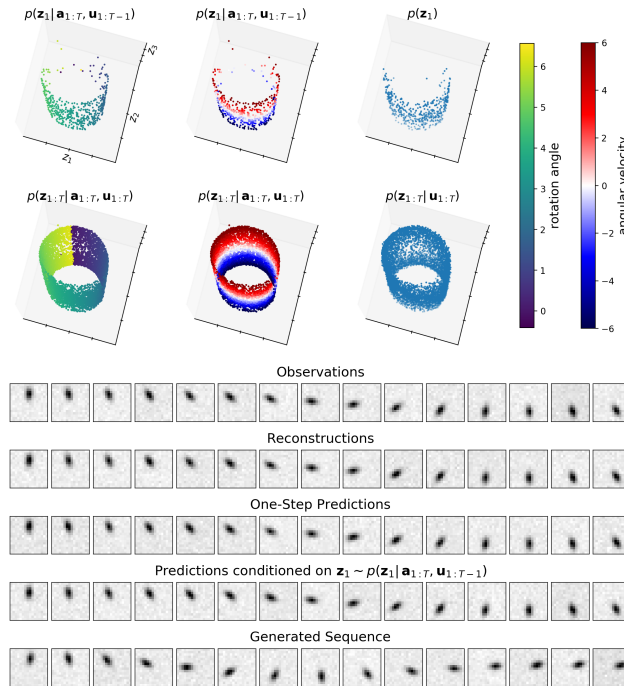 p(z₁| a₁:T, u₁:T−1)
p(z₁| a₁:T, u₁:T−1)
p(z₁)
z₃
z₂
z₁
p(z₁:T| a₁:T, u₁:T)
p(z₁:T| a₁:T, u₁:T)
p(z₁:T| u₁:T)
6
5
4
3
2
1
0
rotation angle
6
4
2
0
−2
−4
−6
angular velocity
Observations
Reconstructions
One-Step Predictions
Predictions conditioned on z₁ ~ p(z₁| a₁:T, u₁:T−1)
Generated Sequence